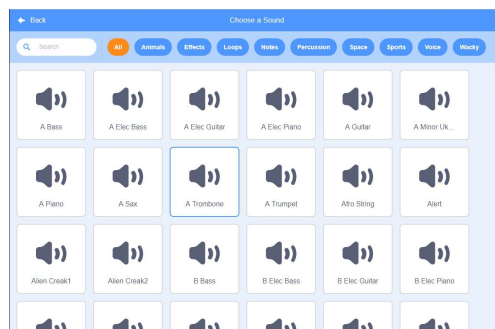 Back Choose a Sound
Search All Animals Effects Loops Notes Percussion Space Sports Voice Wacky
A Bass A Elec Bass A Elec Guitar A Elec Piano A Guitar A Minor Uk...
A Piano A Sax A Trombone A Trumpet Afro String Alert
Alien Creak1 Alien Creak2 B Bass B Elec Bass B Elec Guitar B Elec Piano